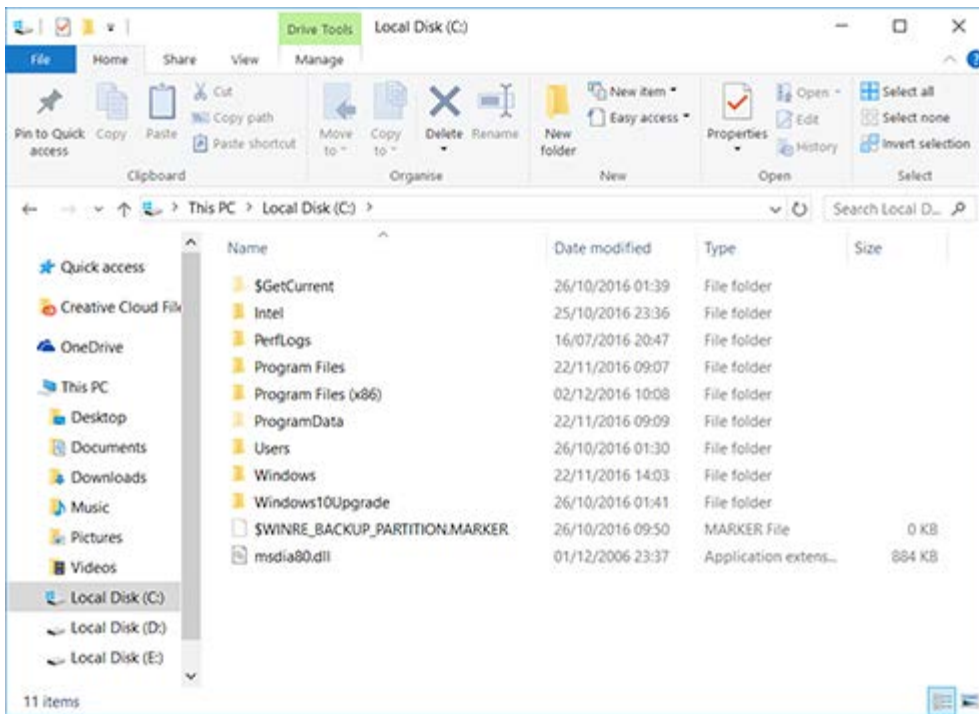 Drive Tools Local Disk (C:)
File Home Share View Manage
Pin to Quick access
Copy
Paste
Cut
Copy path
Paste shortcut
Move to
Copy to
Delete
Rename
New folder
New item
Easy access
Properties
Open
Edit
History
Select all
Select none
Invert selection
Clipboard Organise New Open Select
This PC > Local Disk (C:) >
Search Local D...
Quick access
Creative Cloud File
OneDrive
This PC
Desktop
Documents
Downloads
Music
Pictures
Videos
Local Disk (C:)
Local Disk (D:)
Local Disk (E:)
Name Date modified Type Size
$GetCurrent 26/10/2016 01:39 File folder
Intel 25/10/2016 23:36 File folder
PerfLogs 16/07/2016 20:47 File folder
Program Files 22/11/2016 09:07 File folder
Program Files (x86) 02/12/2016 10:08 File folder
ProgramData 22/11/2016 09:09 File folder
Users 26/10/2016 01:30 File folder
Windows 22/11/2016 14:03 File folder
Windows10Upgrade 26/10/2016 01:41 File folder
$WINRE_BACKUP_PARTITION.MARKER 26/10/2016 09:50 MARKER File 0 KB
msdia80.dll 01/12/2006 23:37 Application extens... 884 KB
11 items